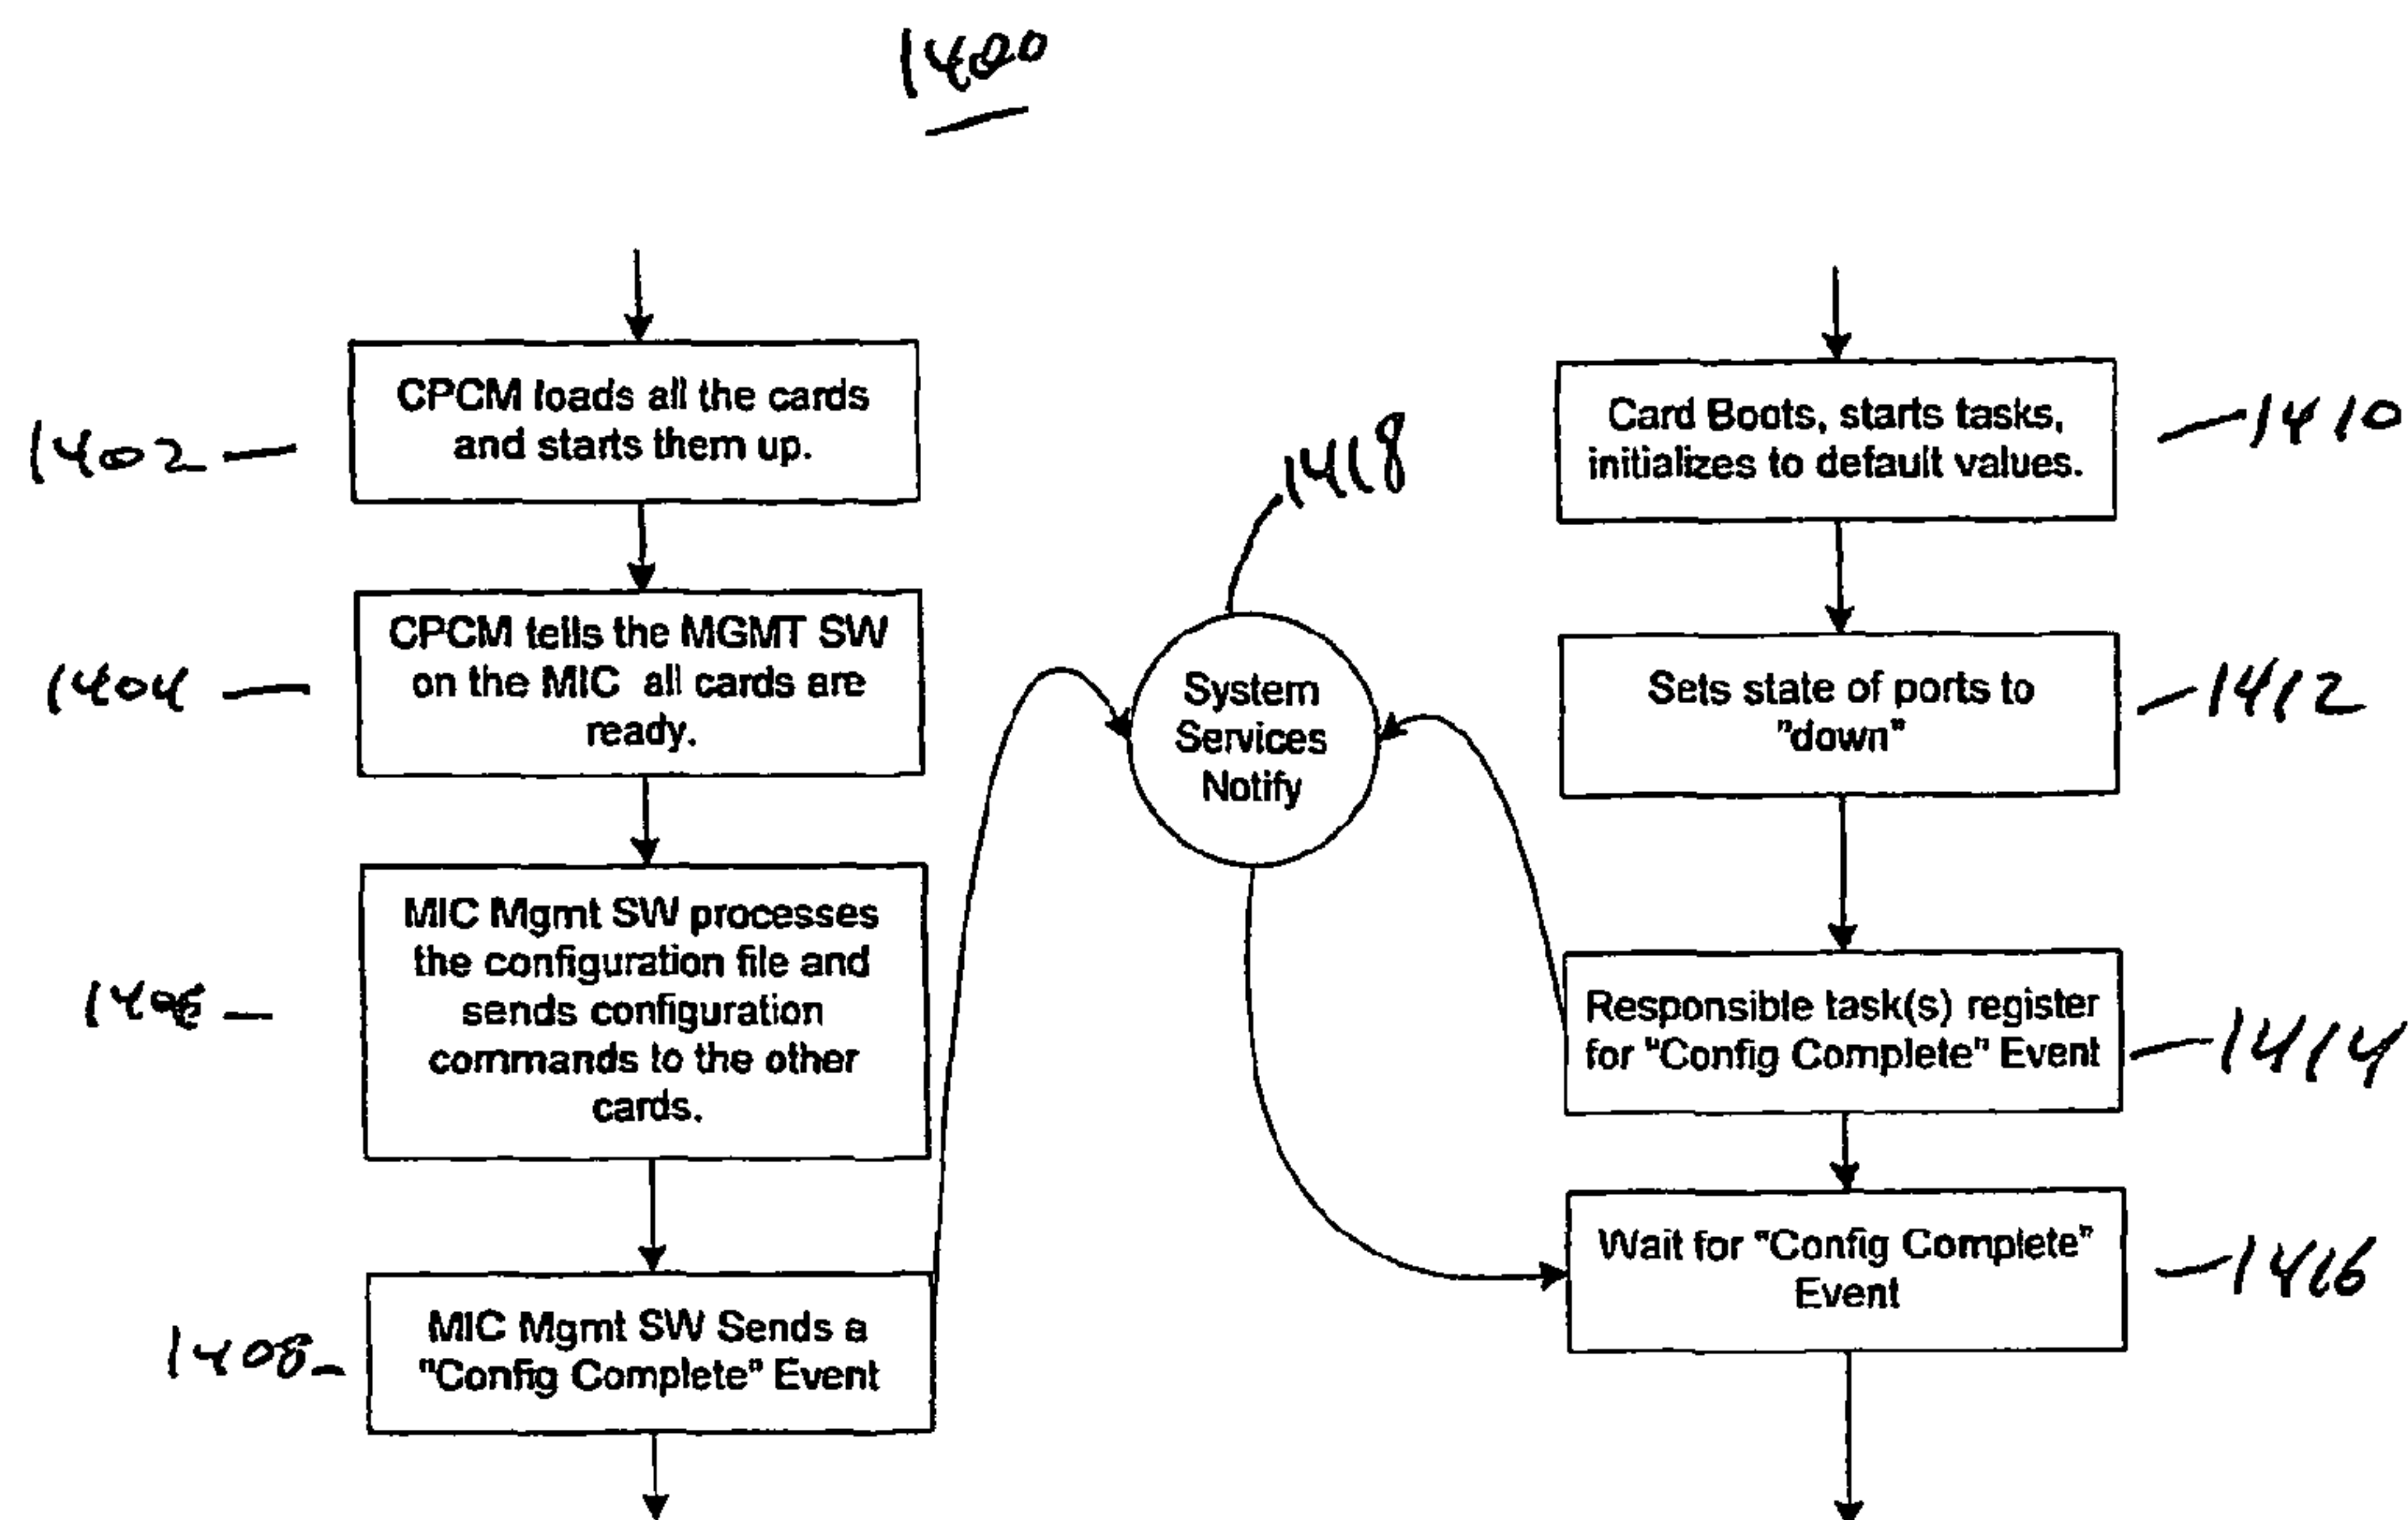 1400
1402
CPCM loads all the cards
and starts them up.
1404
CPCM tells the MGMT SW
on the MIC all cards are
ready.
1406
MIC Mgmt SW processes
the configuration file and
sends configuration
commands to the other
cards.
1408
MIC Mgmt SW Sends a
"Config Complete" Event
1418
System
Services
Notify
Card Boots, starts tasks,
initializes to default values.
1410
Sets state of ports to
"down"
1412
Responsible task(s) register
for "Config Complete" Event
1414
Wait for "Config Complete"
Event
1416